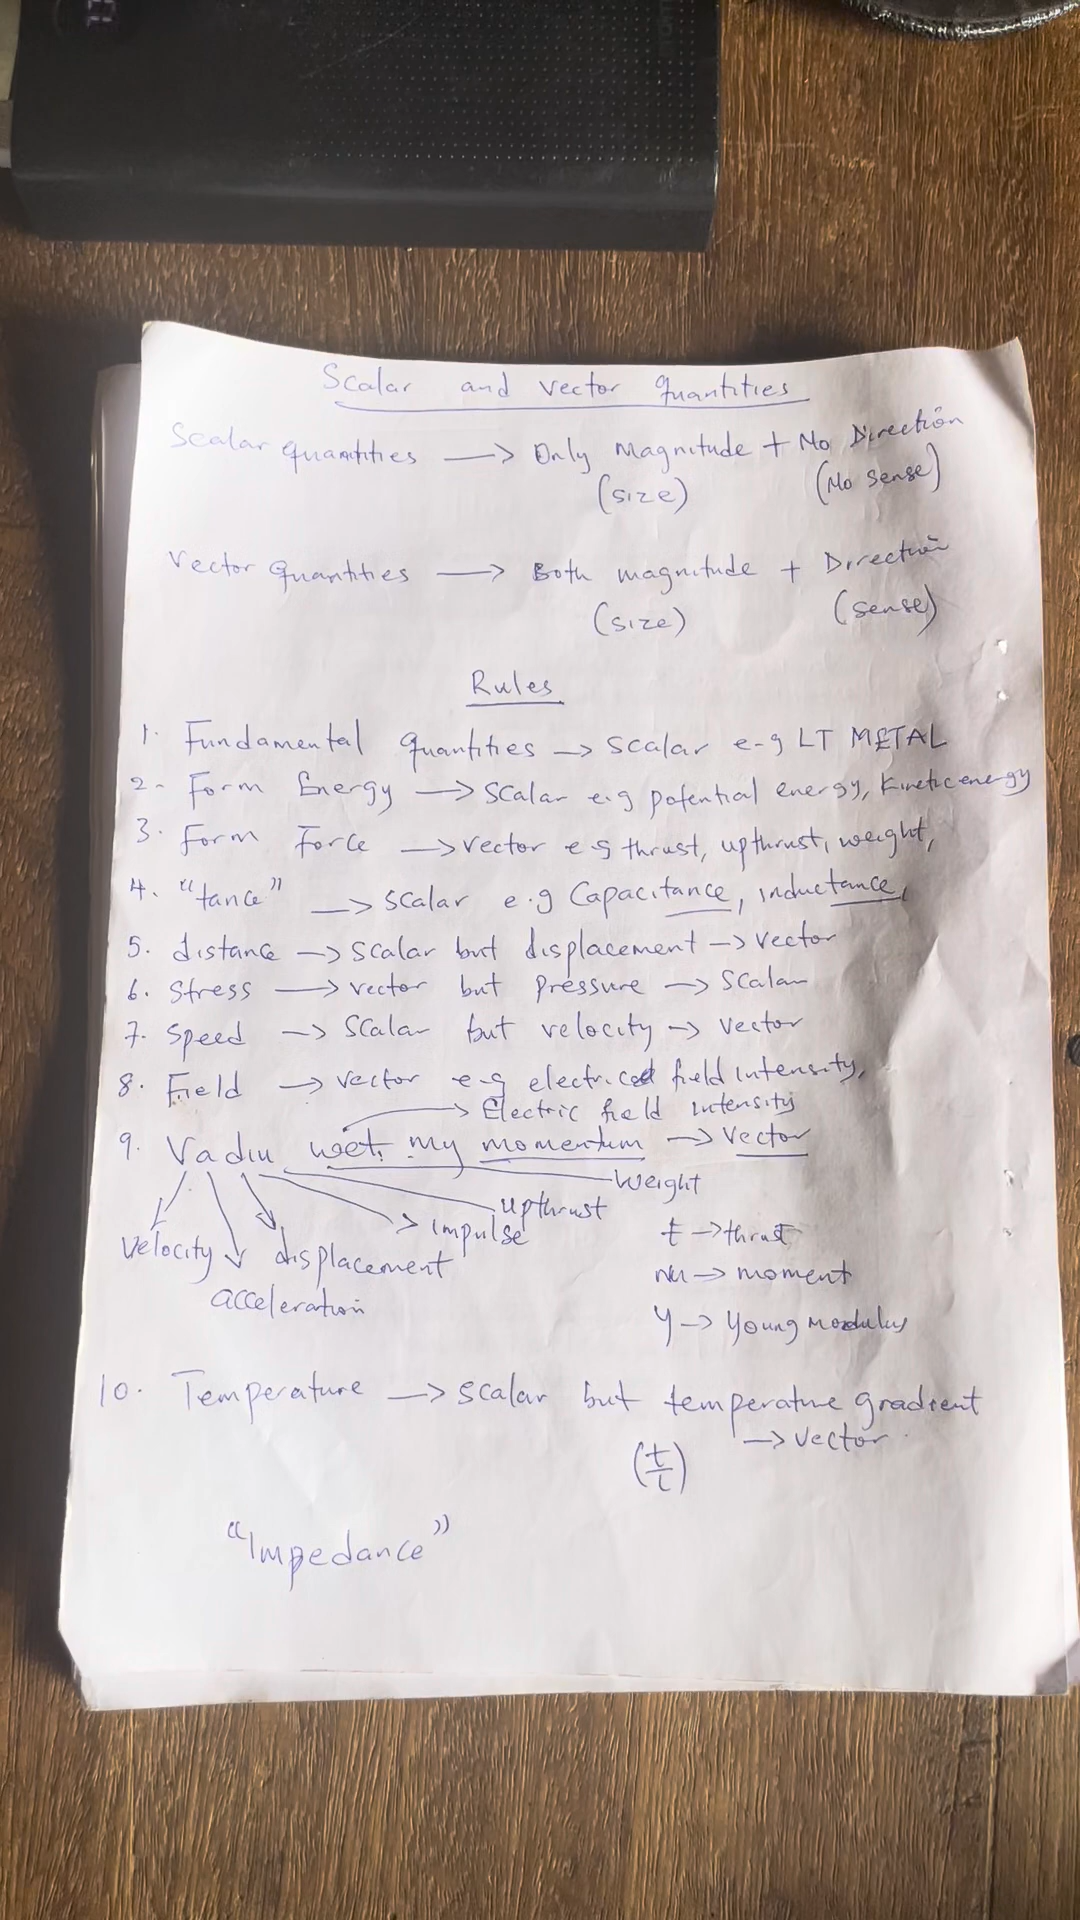 Scalar and Vector Quantities
Scalar quantities → Only Magnitude + No Direction
(size) (No sense)
Vector Quantities → Both magnitude + Direction
(size) (sense)
Rules
1. Fundamental quantities → scalar e-g LT METAL
2. Form Energy → Scalar e.g potential energy, Kinetic energy
3. Form Force → vector e g thrust, upthrust, weight,
4. "tance" → scalar e.g Capacitance, inductance,
5. distance → scalar but displacement → vector
6. Stress → vector but Pressure → Scalar
7. Speed → Scalar but velocity → vector
8. Field → vector e-g electric field intensity,
→ Electric field intensity
9. Vadiu wet my momentum → Vector
Weight
Upthrust
> impulse
t → thrust
Velocity displacement
m → moment
acceleration
Y → Young modulus
10. Temperature → scalar but temperature gradient
→ vector
(t/l)
"Impedance"